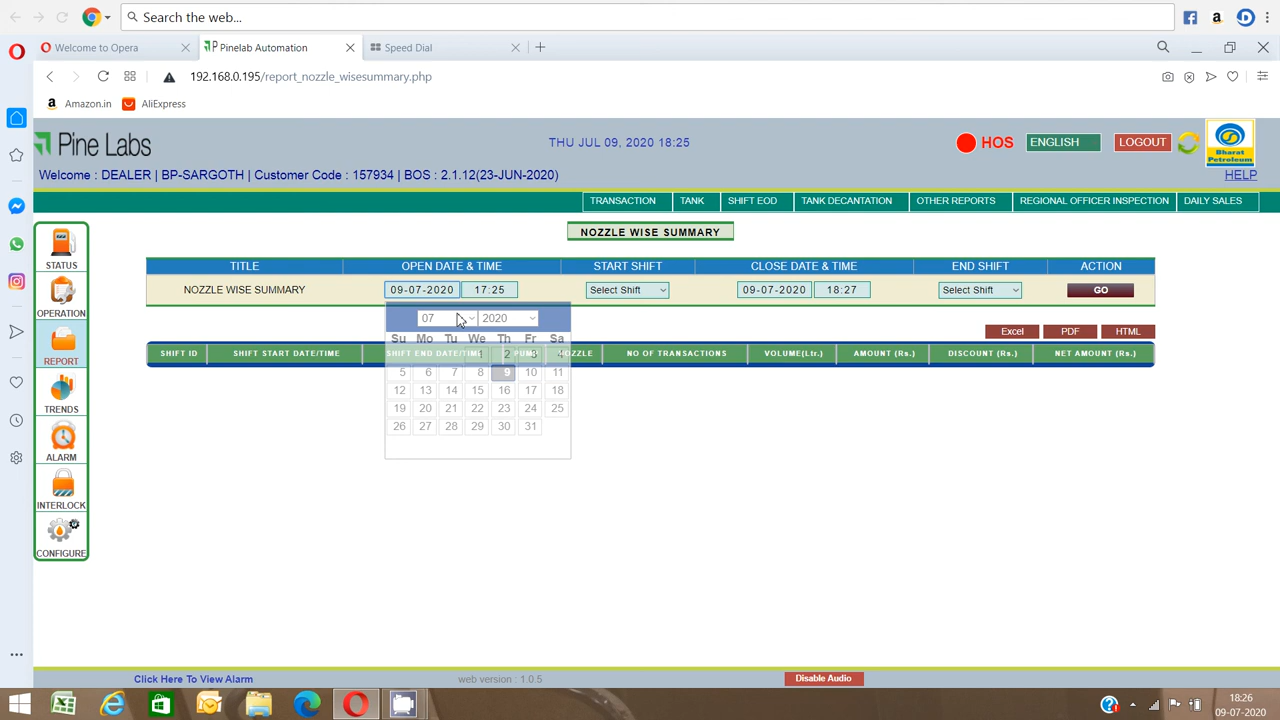 Search the web...
Welcome to Opera
Pinelab Automation
Speed Dial
192.168.0.195/report_nozzle_wisesummary.php
Amazon.in
AliExpress
Pine Labs
THU JUL 09, 2020 18:25
HOS
ENGLISH
LOGOUT
Bharat
Petroleum
Welcome : DEALER | BP-SARGOTH | Customer Code : 157934 | BOS : 2.1.12(23-JUN-2020)
HELP
TRANSACTION
TANK
SHIFT EOD
TANK DECANTATION
OTHER REPORTS
REGIONAL OFFICER INSPECTION
DAILY SALES
NOZZLE WISE SUMMARY
STATUS
OPERATION
REPORT
TRENDS
ALARM
INTERLOCK
CONFIGURE
TITLE OPEN DATE & TIME START SHIFT CLOSE DATE & TIME END SHIFT ACTION
NOZZLE WISE SUMMARY 09-07-2020 17:25 Select Shift 09-07-2020 18:27 Select Shift GO
Excel PDF HTML
SHIFT ID SHIFT START DATE/TIME SHIFT END DATE/TIME PUMP NOZZLE NO OF TRANSACTIONS VOLUME(Ltr.) AMOUNT (Rs.) DISCOUNT (Rs.) NET AMOUNT (Rs.)
07 2020
Su Mo Tu We Th Fr Sa
1 2 3 4
5 6 7 8 9 10 11
12 13 14 15 16 17 18
19 20 21 22 23 24 25
26 27 28 29 30 31
Click Here To View Alarm
web version : 1.0.5
Disable Audio
18:26
09-07-2020